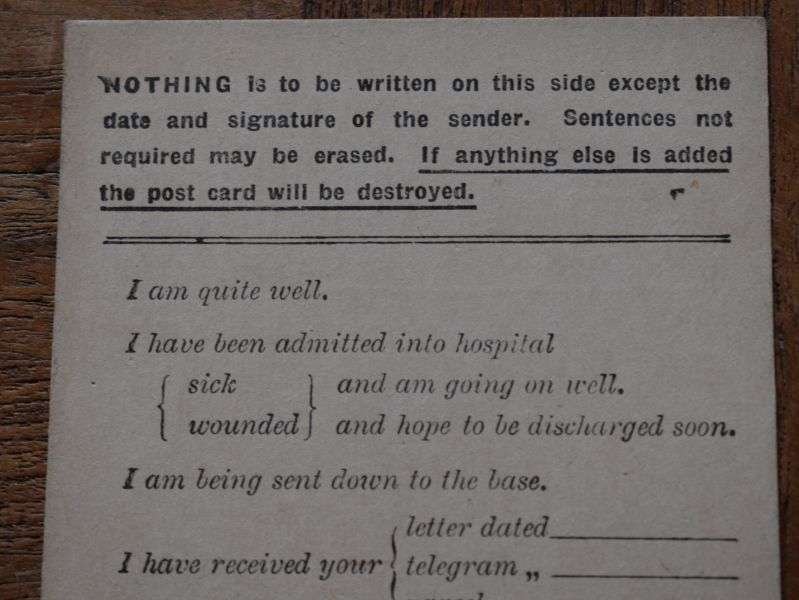 NOTHING is to be written on this side except the
date and signature of the sender. Sentences not
required may be erased. If anything else is added
the post card will be destroyed.
I am quite well.
I have been admitted into hospital
{ sick } and am going on well.
{ wounded } and hope to be discharged soon.
I am being sent down to the base.
letter dated
I have received your { telegram „